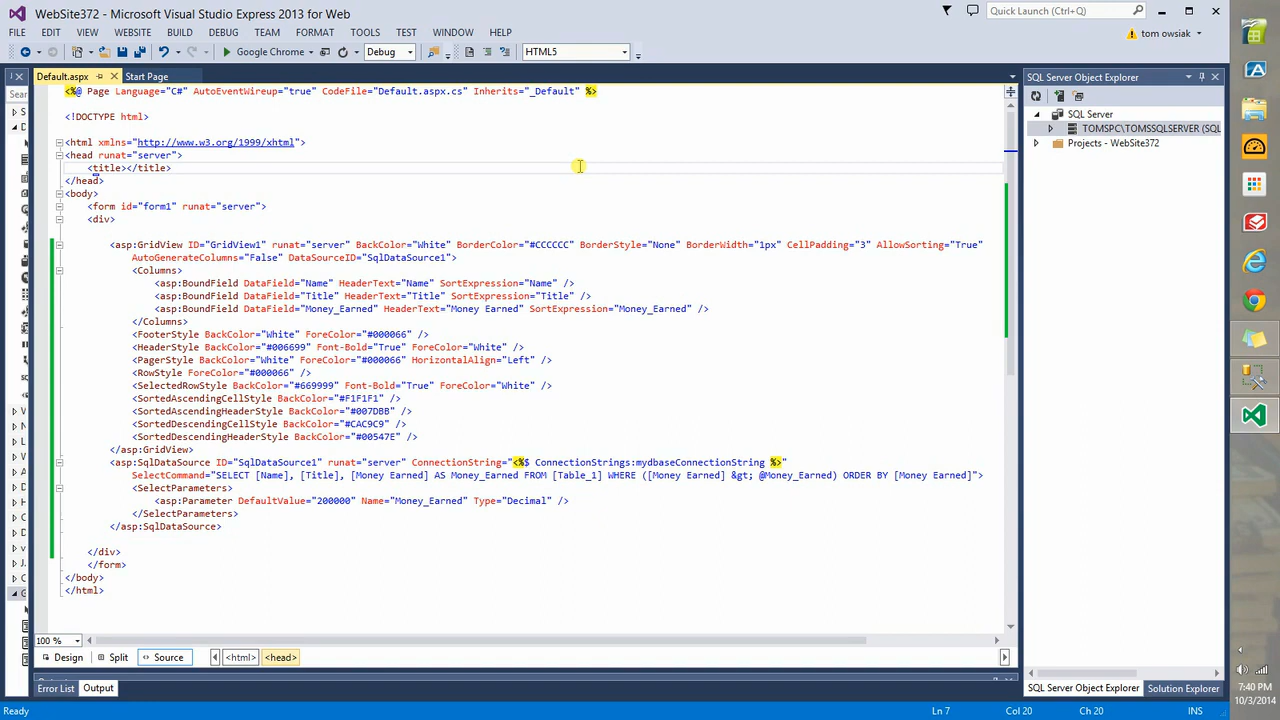 WebSite372 - Microsoft Visual Studio Express 2013 for Web
Quick Launch (Ctrl+Q)
FILE EDIT VIEW WEBSITE BUILD DEBUG TEAM FORMAT TOOLS TEST WINDOW HELP
tom owsiak
Google Chrome Debug HTML5
Default.aspx Start Page
<%@ Page Language="C#" AutoEventWireup="true" CodeFile="Default.aspx.cs" Inherits="_Default" %>
<!DOCTYPE html>
<html xmlns="http://www.w3.org/1999/xhtml">
<head runat="server">
<title></title>
</head>
<body>
<form id="form1" runat="server">
<div>
<asp:GridView ID="GridView1" runat="server" BackColor="White" BorderColor="#CCCCCC" BorderStyle="None" BorderWidth="1px" CellPadding="3" AllowSorting="True"
AutoGenerateColumns="False" DataSourceID="SqlDataSource1">
<Columns>
<asp:BoundField DataField="Name" HeaderText="Name" SortExpression="Name" />
<asp:BoundField DataField="Title" HeaderText="Title" SortExpression="Title" />
<asp:BoundField DataField="Money_Earned" HeaderText="Money Earned" SortExpression="Money_Earned" />
</Columns>
<FooterStyle BackColor="White" ForeColor="#000066" />
<HeaderStyle BackColor="#006699" Font-Bold="True" ForeColor="White" />
<PagerStyle BackColor="White" ForeColor="#000066" HorizontalAlign="Left" />
<RowStyle ForeColor="#000066" />
<SelectedRowStyle BackColor="#669999" Font-Bold="True" ForeColor="White" />
<SortedAscendingCellStyle BackColor="#F1F1F1" />
<SortedAscendingHeaderStyle BackColor="#007DBB" />
<SortedDescendingCellStyle BackColor="#CAC9C9" />
<SortedDescendingHeaderStyle BackColor="#00547E" />
</asp:GridView>
<asp:SqlDataSource ID="SqlDataSource1" runat="server" ConnectionString="<%$ ConnectionStrings:mydbaseConnectionString %>"
SelectCommand="SELECT [Name], [Title], [Money Earned] AS Money_Earned FROM [Table_1] WHERE ([Money Earned] &gt; @Money_Earned) ORDER BY [Money Earned]">
<SelectParameters>
<asp:Parameter DefaultValue="200000" Name="Money_Earned" Type="Decimal" />
</SelectParameters>
</asp:SqlDataSource>
</div>
</form>
</body>
</html>
100 %
Design Split Source <html> <head>
Error List Output
Ready Ln 7 Col 20 Ch 20 INS
SQL Server Object Explorer
SQL Server
TOMSPC\TOMSSQLSERVER (SQL
Projects - WebSite372
SQL Server Object Explorer Solution Explorer
7:40 PM
10/3/2014